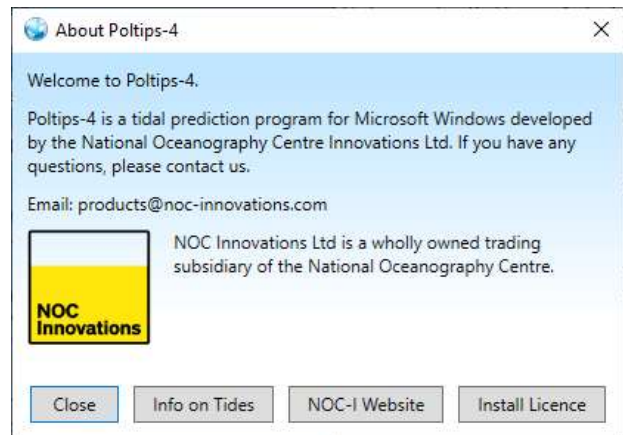 About Poltips-4
Welcome to Poltips-4.
Poltips-4 is a tidal prediction program for Microsoft Windows developed
by the National Oceanography Centre Innovations Ltd. If you have any
questions, please contact us.
Email: products@noc-innovations.com
NOC Innovations Ltd is a wholly owned trading
subsidiary of the National Oceanography Centre.
NOC
Innovations
Close
Info on Tides
NOC-I Website
Install Licence